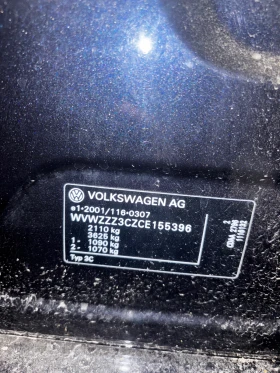 VOLKSWAGEN AG
e1*2001/116*0307
WVWZZZ3CZCE155396
2110 kg
3625 kg
1- 1090 kg
2- 1070 kg
Typ 3C